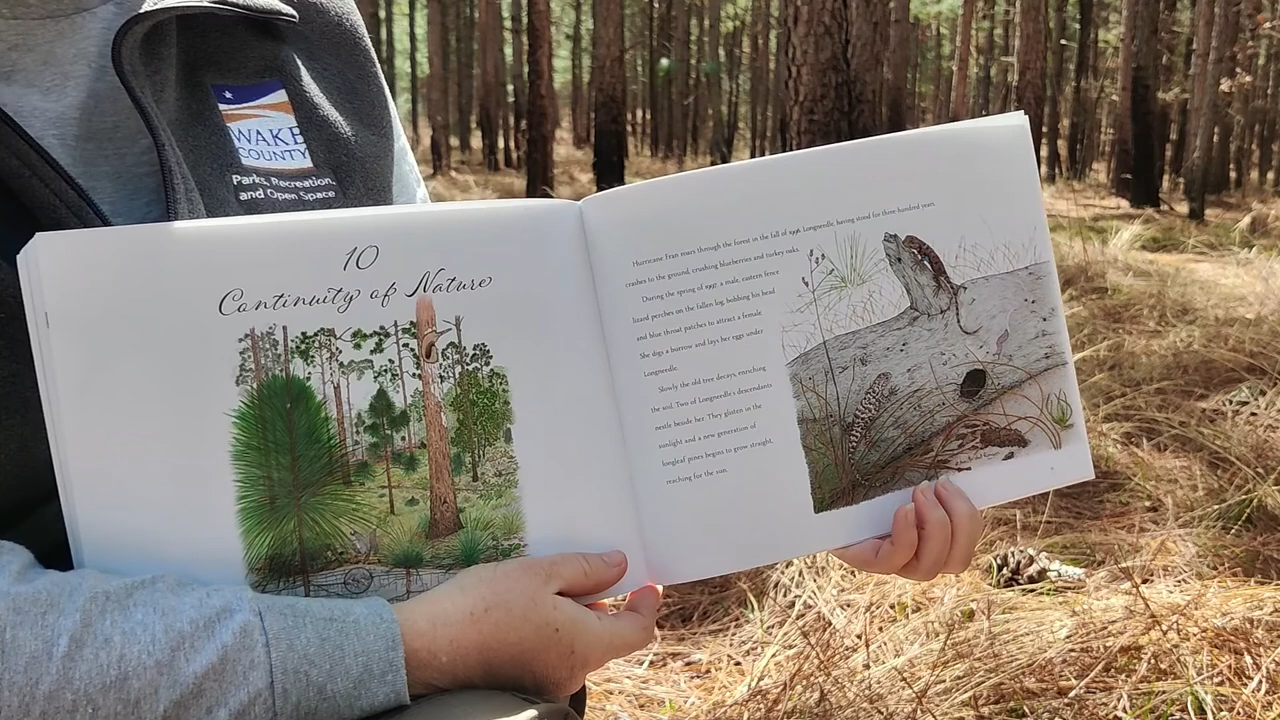 WAKE
COUNTY
Parks, Recreation,
and Open Space
10
Continuity of Nature
Hurricane Fran roars through the forest in the fall of 1996. Longneedle, having stood for three hundred years,
crashes to the ground, crushing blueberries and turkey oaks.
During the spring of 1997, a male, eastern fence
lizard perches on the fallen log, bobbing his head
and blue throat patches to attract a female.
She digs a burrow and lays her eggs under
Longneedle.
Slowly the old tree decays, enriching
the soil. Two of Longneedle's descendants
nestle beside her. They glisten in the
sunlight and a new generation of
longleaf pines begins to grow straight,
reaching for the sun.